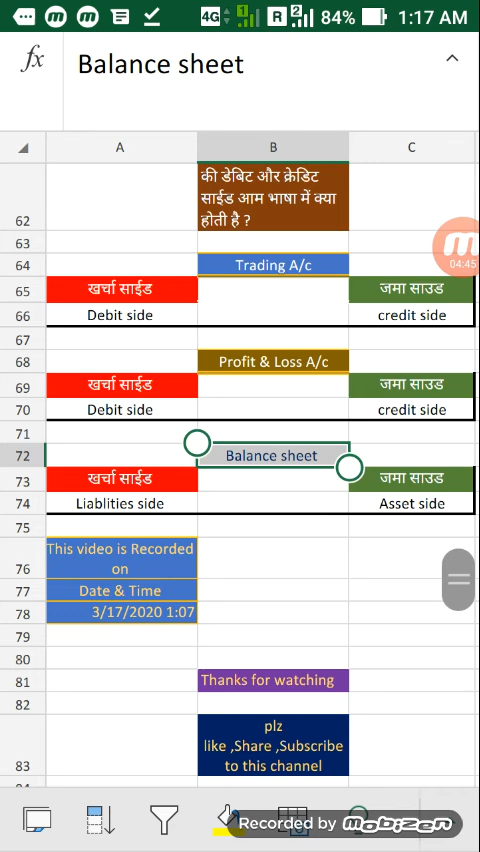 4G 1 R 2 84% 1:17 AM
fx Balance sheet
A B C
की डेबिट और क्रेडिट
साईड आम भाषा में क्या
62 होती है ?
63
64 Trading A/c
04:45
65 खर्चा साईड जमा साउड
66 Debit side credit side
67
68 Profit & Loss A/c
69 खर्चा साईड जमा साउड
70 Debit side credit side
71
72 Balance sheet
73 खर्चा साईड जमा साउड
74 Liablities side Asset side
75
This video is Recorded
76 on
77 Date & Time
78 3/17/2020 1:07
79
80
81 Thanks for watching
82
plz
like ,Share ,Subscribe
83 to this channel
Recorded by mobizen